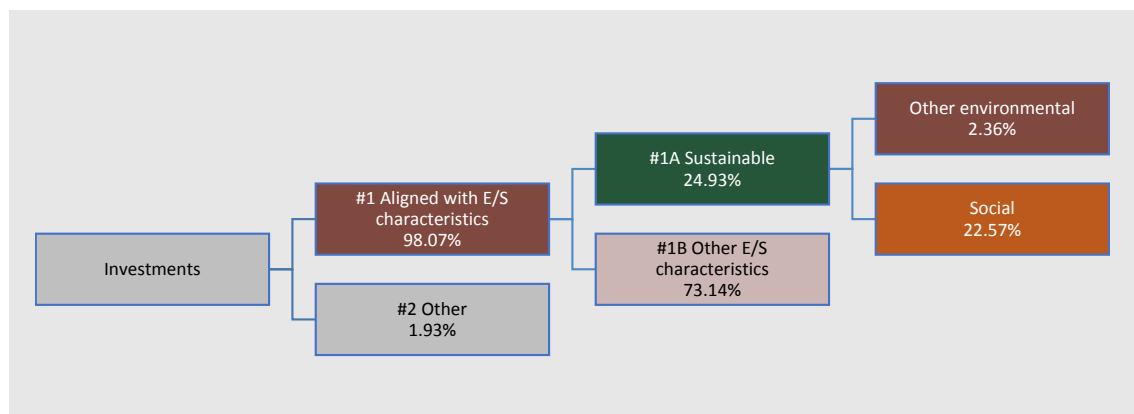 Investments
#1 Aligned with E/S
characteristics
98.07%
#2 Other
1.93%
#1A Sustainable
24.93%
#1B Other E/S
characteristics
73.14%
Other environmental
2.36%
Social
22.57%